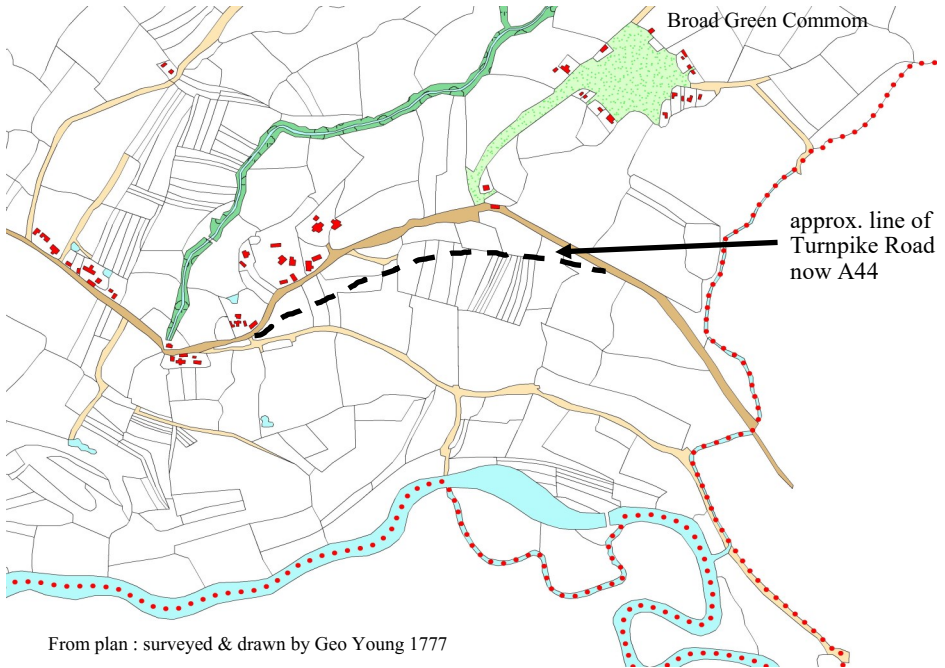 Broad Green Commom
approx. line of
Turnpike Road
now A44
From plan : surveyed & drawn by Geo Young 1777